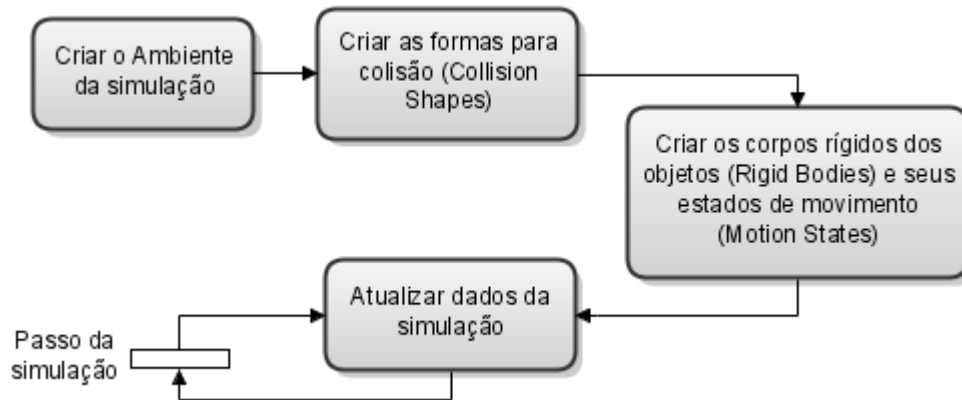 Criar o Ambiente
da simulação
Criar as formas para
colisão (Collision
Shapes)
Criar os corpos rígidos dos
objetos (Rigid Bodies) e seus
estados de movimento
(Motion States)
Atualizar dados da
simulação
Passo da
simulação